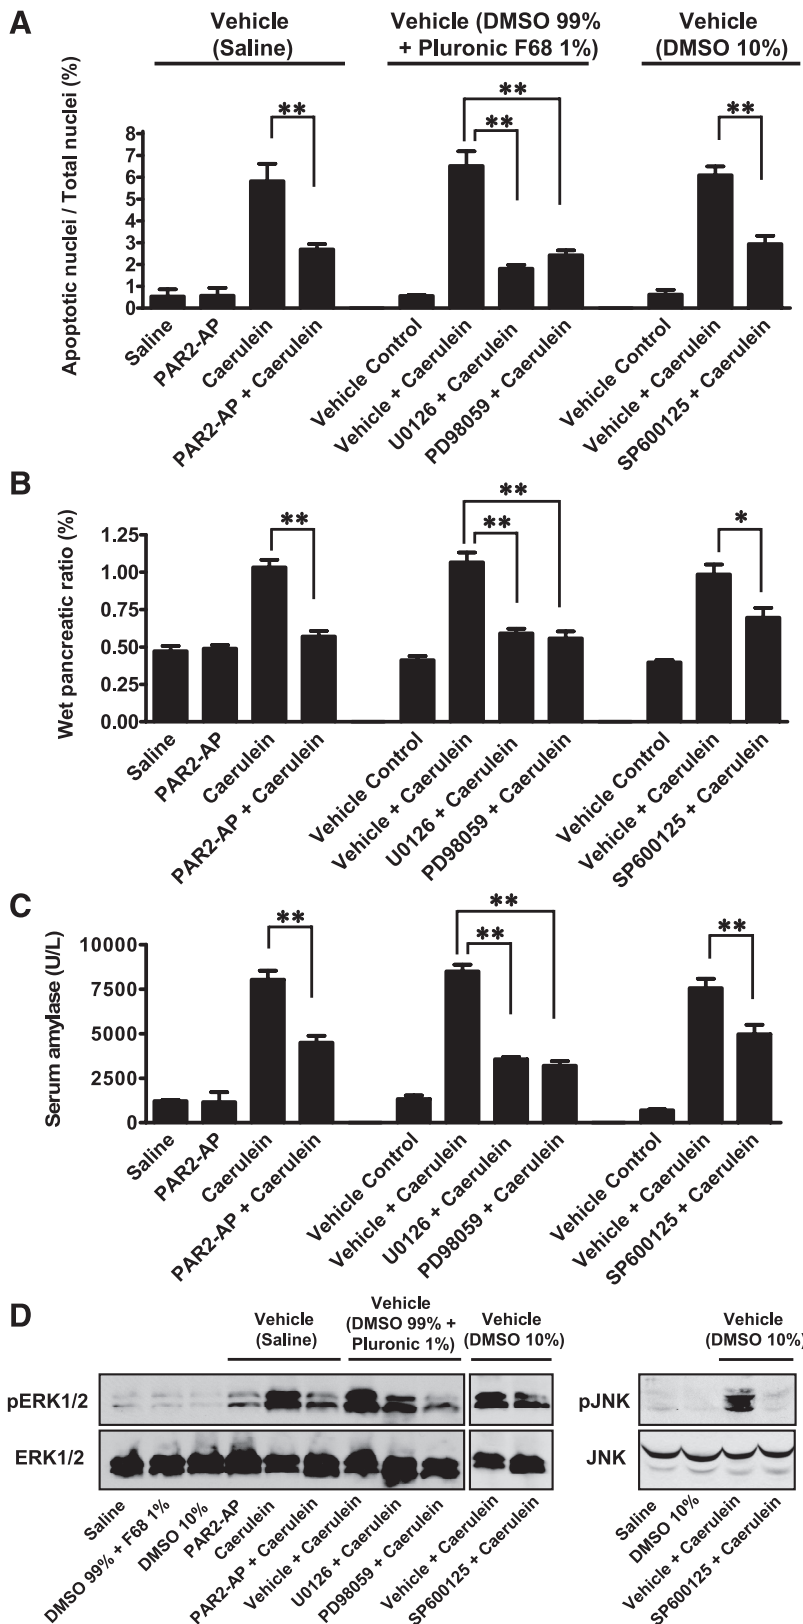 A
Vehicle
(Saline)
Vehicle (DMSO 99%
+ Pluronic F68 1%)
Vehicle
(DMSO 10%)
Apoptotic nuclei / Total nuclei (%)
8
7
6
5
4
3
2
1
0
**
**
**
**
Saline
PAR2-AP
Caerulein
PAR2-AP + Caerulein
Vehicle Control
Vehicle + Caerulein
U0126 + Caerulein
PD98059 + Caerulein
Vehicle Control
Vehicle + Caerulein
SP600125 + Caerulein
B
Wet pancreatic ratio (%)
1.25
1.00
0.75
0.50
0.25
0.00
**
**
**
*
Saline
PAR2-AP
Caerulein
PAR2-AP + Caerulein
Vehicle Control
Vehicle + Caerulein
U0126 + Caerulein
PD98059 + Caerulein
Vehicle Control
Vehicle + Caerulein
SP600125 + Caerulein
C
Serum amylase (U/L)
10000
7500
5000
2500
0
**
**
**
**
Saline
PAR2-AP
Caerulein
PAR2-AP + Caerulein
Vehicle Control
Vehicle + Caerulein
U0126 + Caerulein
PD98059 + Caerulein
Vehicle Control
Vehicle + Caerulein
SP600125 + Caerulein
D
Vehicle
(Saline)
Vehicle
(DMSO 99% +
Pluronic 1%)
Vehicle
(DMSO 10%)
Vehicle
(DMSO 10%)
pERK1/2
ERK1/2
pJNK
JNK
Saline
DMSO 99% + F68 1%
DMSO 10%
PAR2-AP
Caerulein
PAR2-AP + Caerulein
Vehicle + Caerulein
U0126 + Caerulein
PD98059 + Caerulein
Vehicle + Caerulein
SP600125 + Caerulein
Saline
DMSO 10%
Vehicle + Caerulein
SP600125 + Caerulein